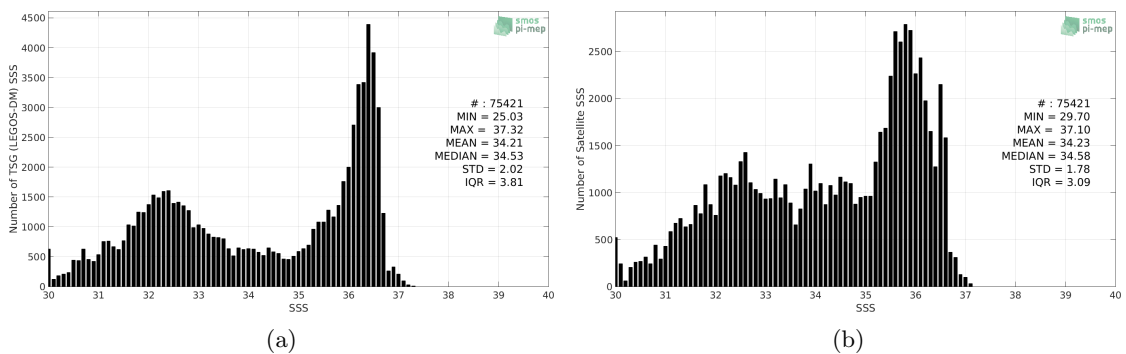 smos
pi-mep
Number of TSG (LEGOS-DM) SSS
4500
4000
3500
3000
2500
2000
1500
1000
500
0
# : 75421
MIN = 25.03
MAX = 37.32
MEAN = 34.21
MEDIAN = 34.53
STD = 2.02
IQR = 3.81
30 31 32 33 34 35 36 37 38 39 40
SSS
(a)
smos
pi-mep
Number of Satellite SSS
2500
2000
1500
1000
500
0
# : 75421
MIN = 29.70
MAX = 37.10
MEAN = 34.23
MEDIAN = 34.58
STD = 1.78
IQR = 3.09
30 31 32 33 34 35 36 37 38 39 40
SSS
(b)